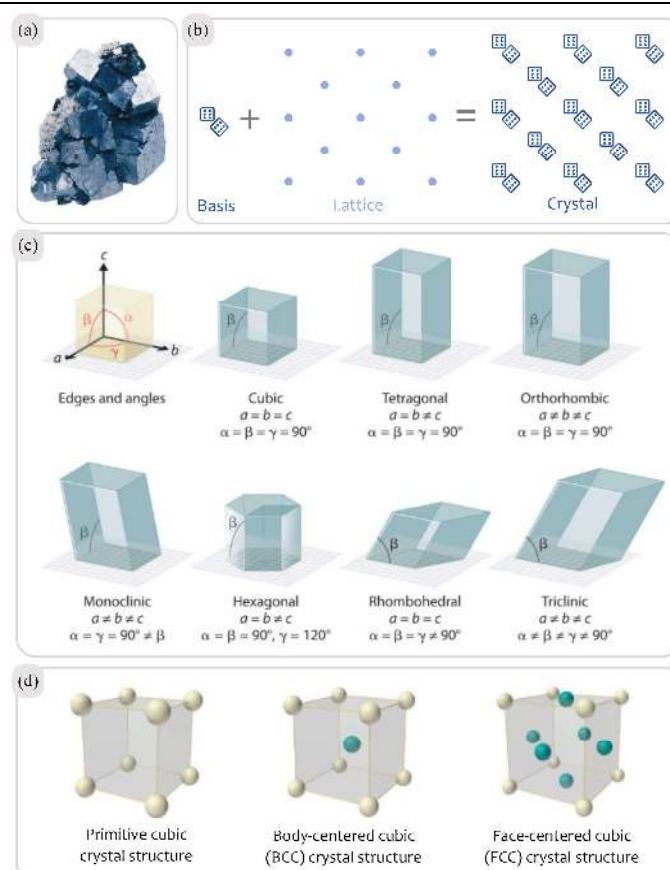 (a)
(b)
+
=
Basis
Lattice
Crystal
(c)
c
β
α
γ
a
b
Edges and angles
β
Cubic
a = b = c
α = β = γ = 90°
β
Tetragonal
a = b ≠ c
α = β = γ = 90°
β
Orthorhombic
a ≠ b ≠ c
α = β = γ = 90°
β
Monoclinic
a ≠ b ≠ c
α = γ = 90° ≠ β
β
Hexagonal
a = b ≠ c
α = β = 90°, γ = 120°
β
Rhombohedral
a = b = c
α = β = γ ≠ 90°
β
Triclinic
a ≠ b ≠ c
α ≠ β ≠ γ ≠ 90°
(d)
Primitive cubic
crystal structure
Body-centered cubic
(BCC) crystal structure
Face-centered cubic
(FCC) crystal structure